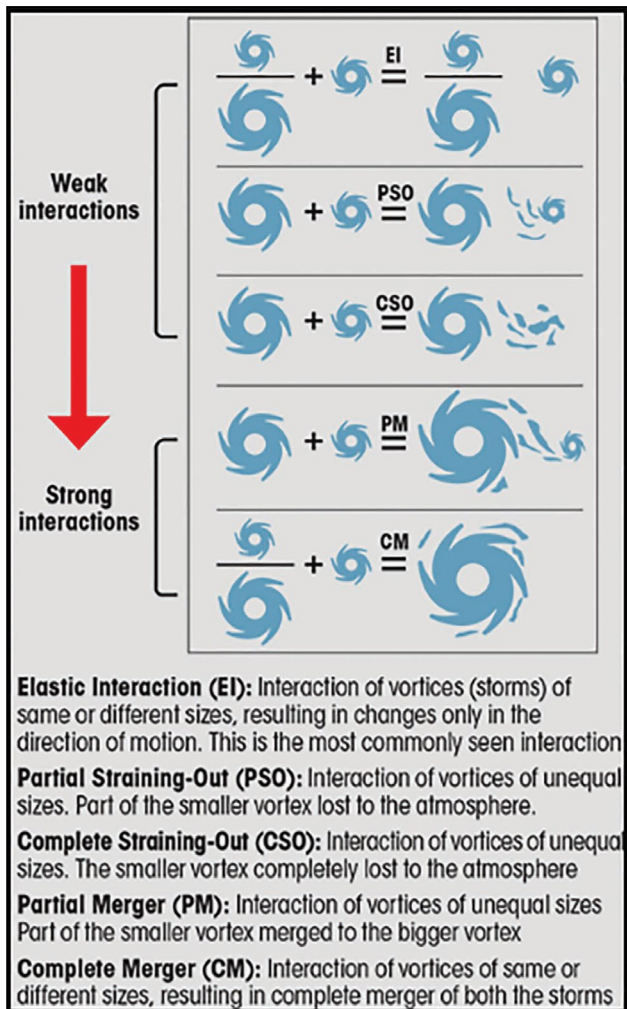 EI
+ =
Weak
interactions
PSO
+ =
CSO
+ =
PM
+ =
Strong
interactions
CM
+ =
Elastic Interaction (EI): Interaction of vortices (storms) of
same or different sizes, resulting in changes only in the
direction of motion. This is the most commonly seen interaction
Partial Straining-Out (PSO): Interaction of vortices of unequal
sizes. Part of the smaller vortex lost to the atmosphere.
Complete Straining-Out (CSO): Interaction of vortices of unequal
sizes. The smaller vortex completely lost to the atmosphere
Partial Merger (PM): Interaction of vortices of unequal sizes
Part of the smaller vortex merged to the bigger vortex
Complete Merger (CM): Interaction of vortices of same or
different sizes, resulting in complete merger of both the storms